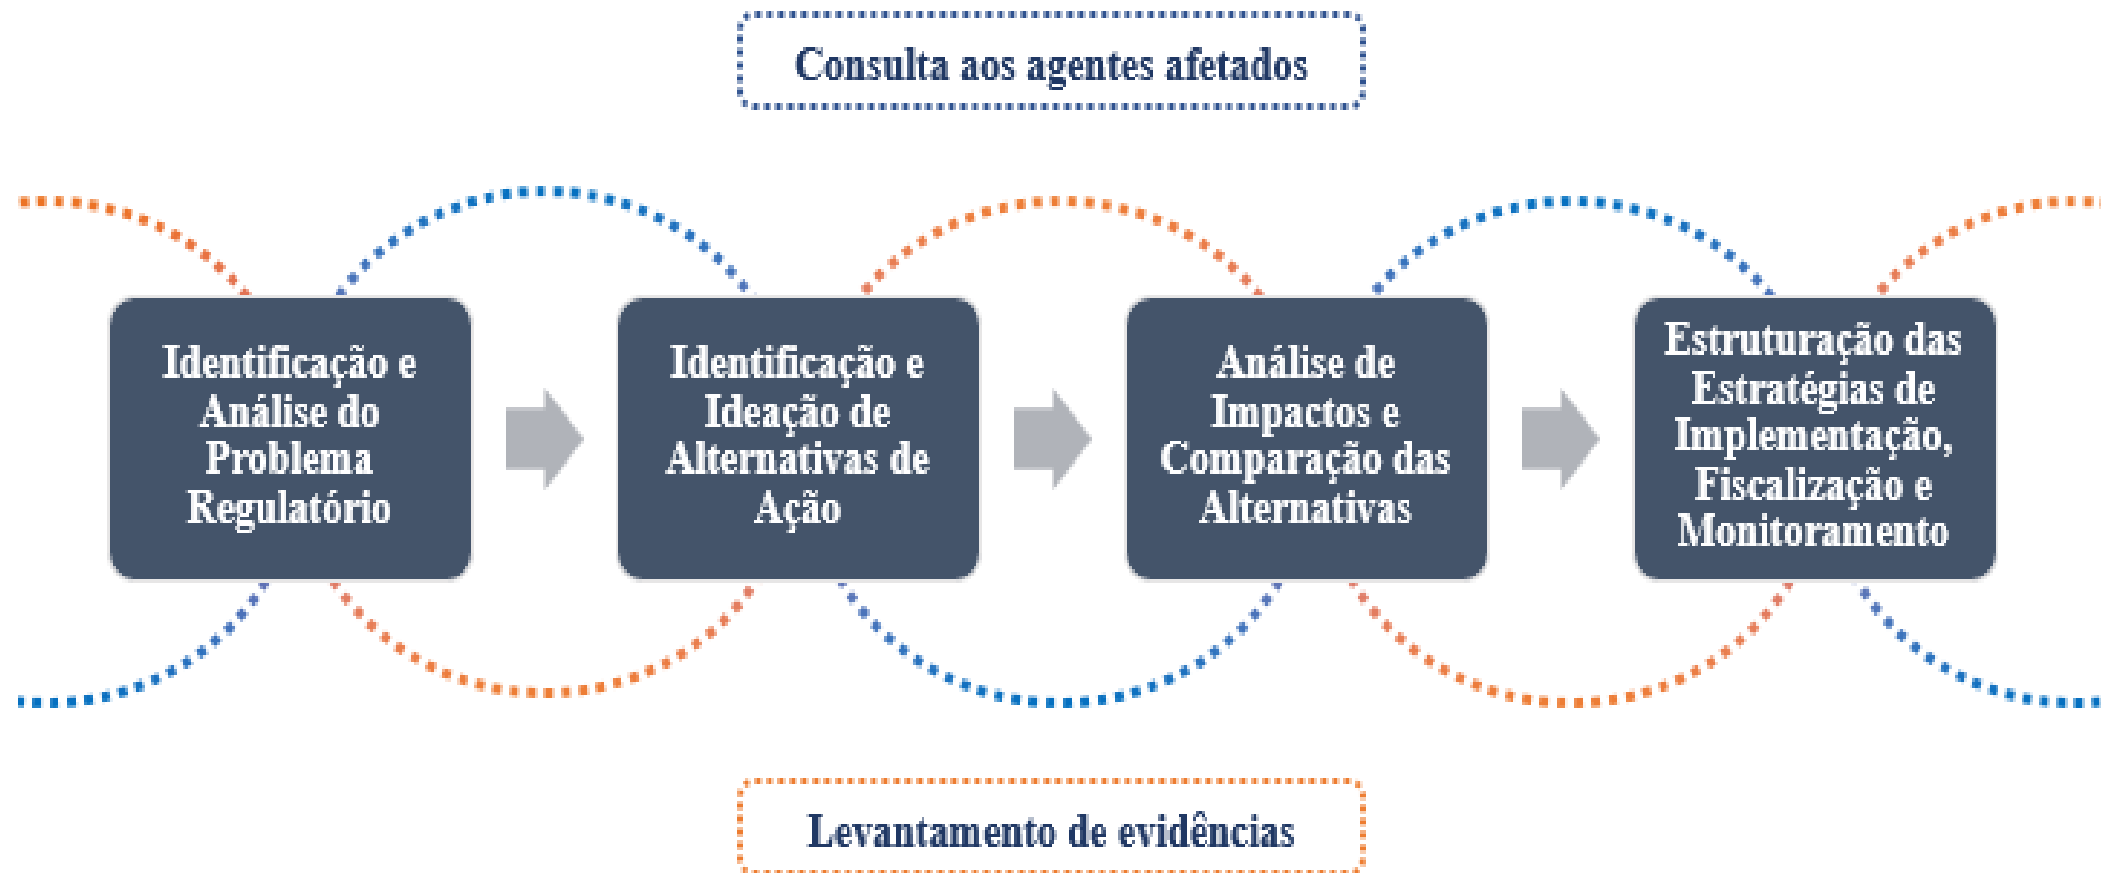 Consulta aos agentes afetados
Identificação e
Análise do
Problema
Regulatório
Identificação e
Ideação de
Alternativas de
Ação
Análise de
Impactos e
Comparação das
Alternativas
Estruturação das
Estratégias de
Implementação,
Fiscalização e
Monitoramento
Levantamento de evidências